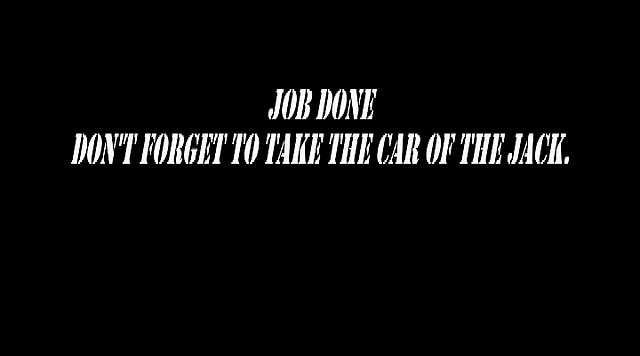 JOB DONE
DON'T FORGET TO TAKE THE CAR OF THE JACK.